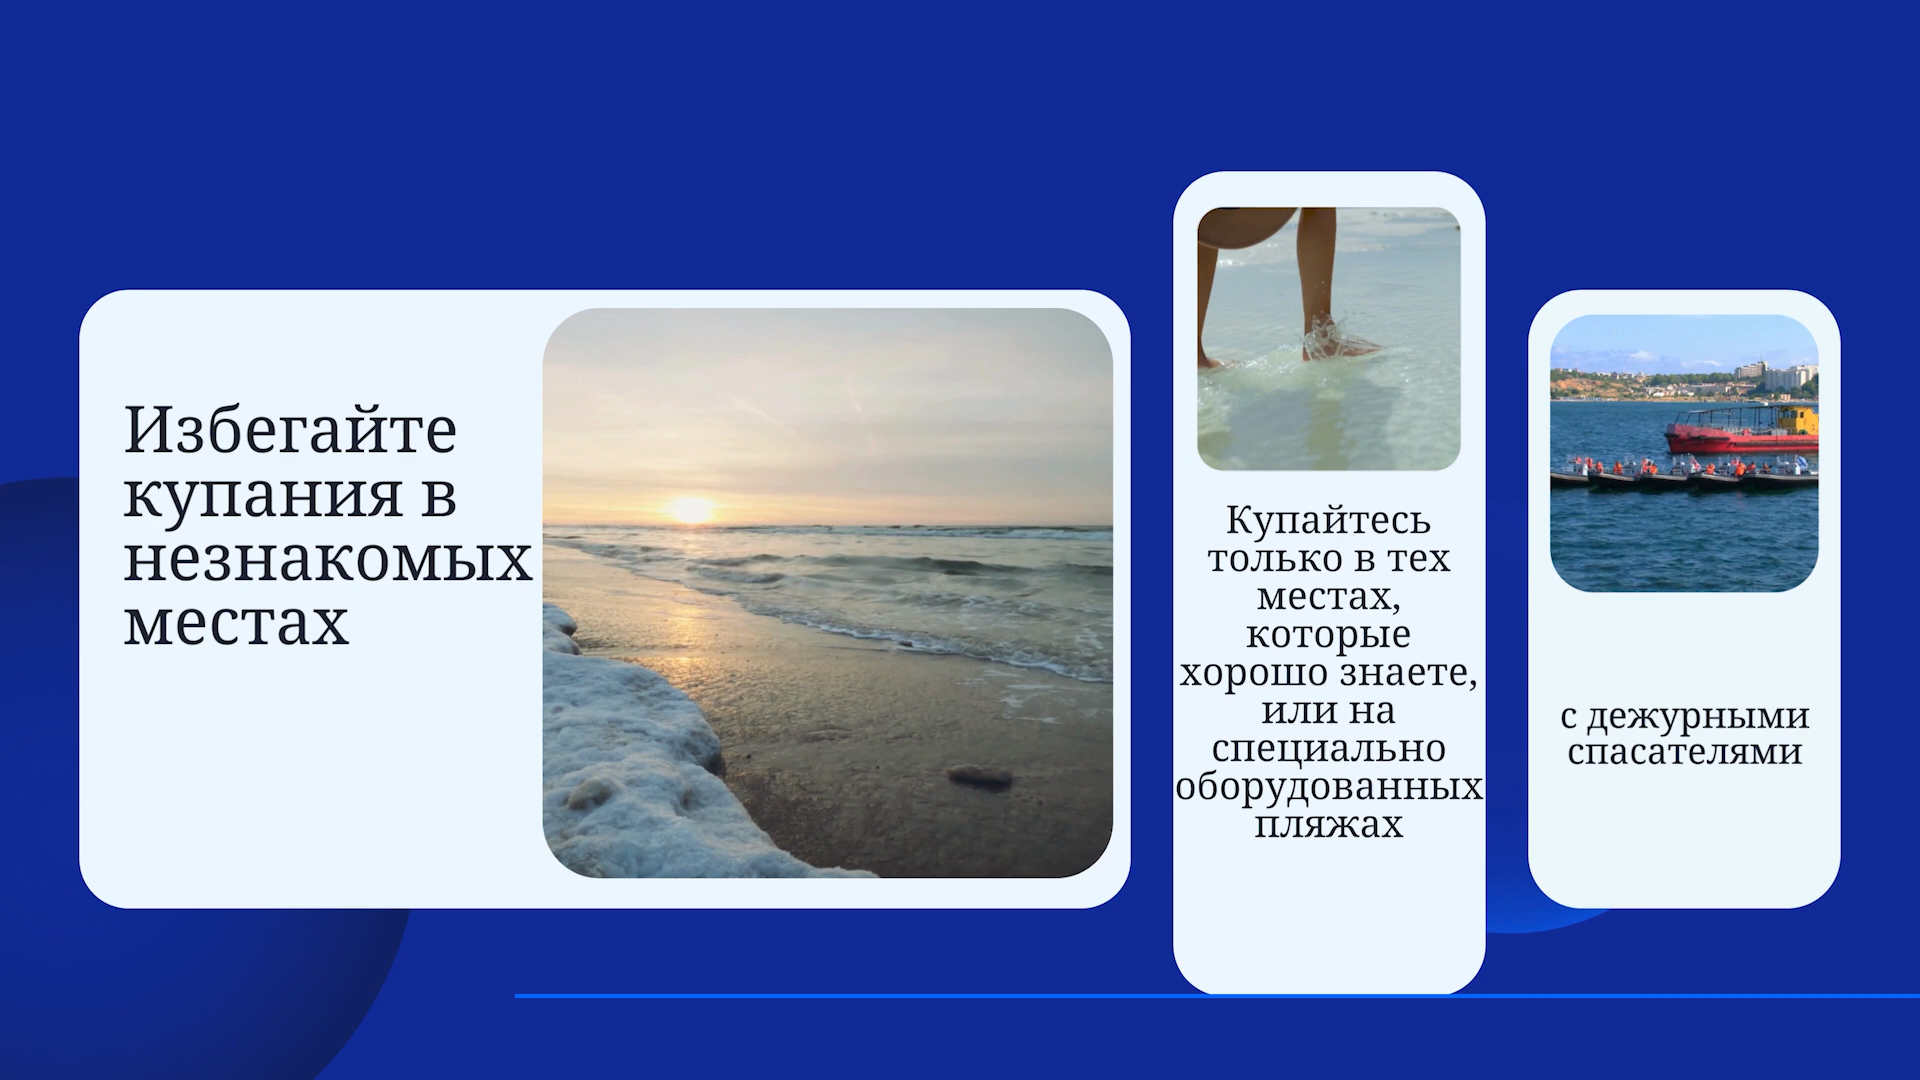 Избегайте
купания в
незнакомых
местах
Купайтесь
только в тех
местах,
которые
хорошо знаете,
или на
специально
оборудованных
пляжах
с дежурными
спасателями